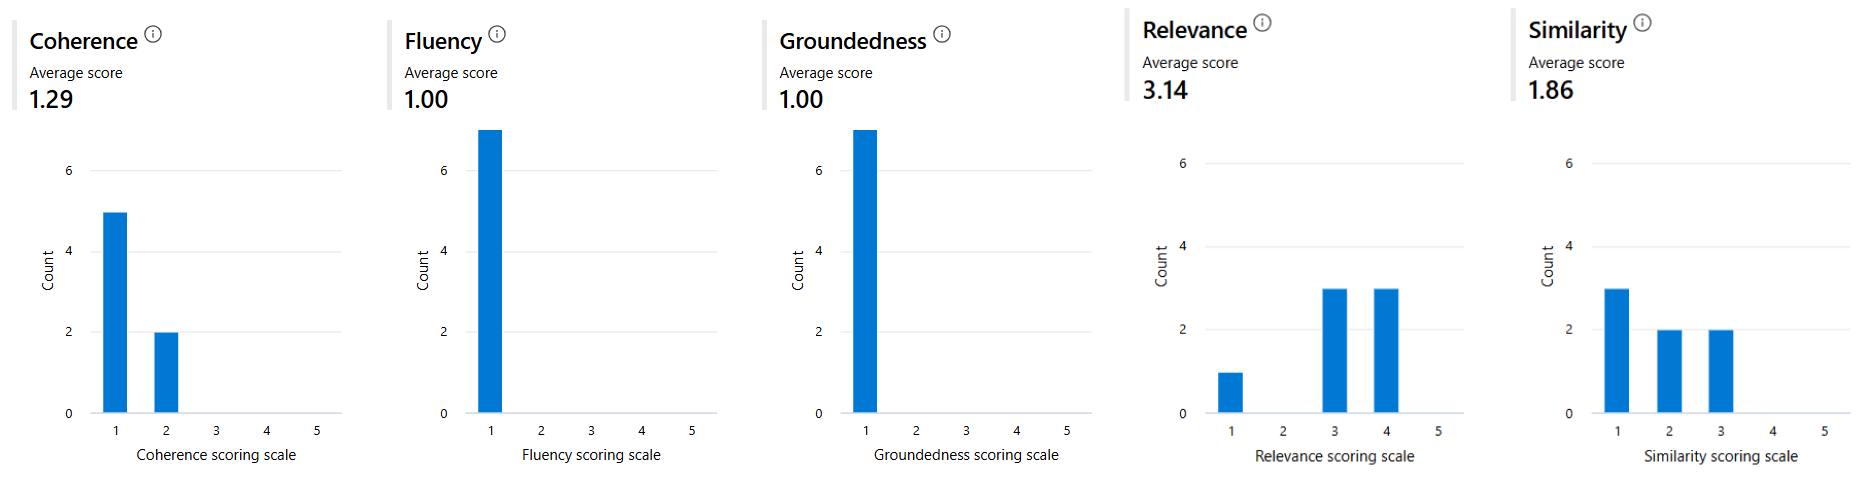 Coherence
Average score
1.29
6
4
2
0
Count
1 2 3 4 5
Coherence scoring scale
Fluency
Average score
1.00
6
4
2
0
Count
1 2 3 4 5
Fluency scoring scale
Groundedness
Average score
1.00
6
4
2
0
Count
1 2 3 4 5
Groundedness scoring scale
Relevance
Average score
3.14
6
4
2
0
Count
1 2 3 4 5
Relevance scoring scale
Similarity
Average score
1.86
6
4
2
0
Count
1 2 3 4 5
Similarity scoring scale